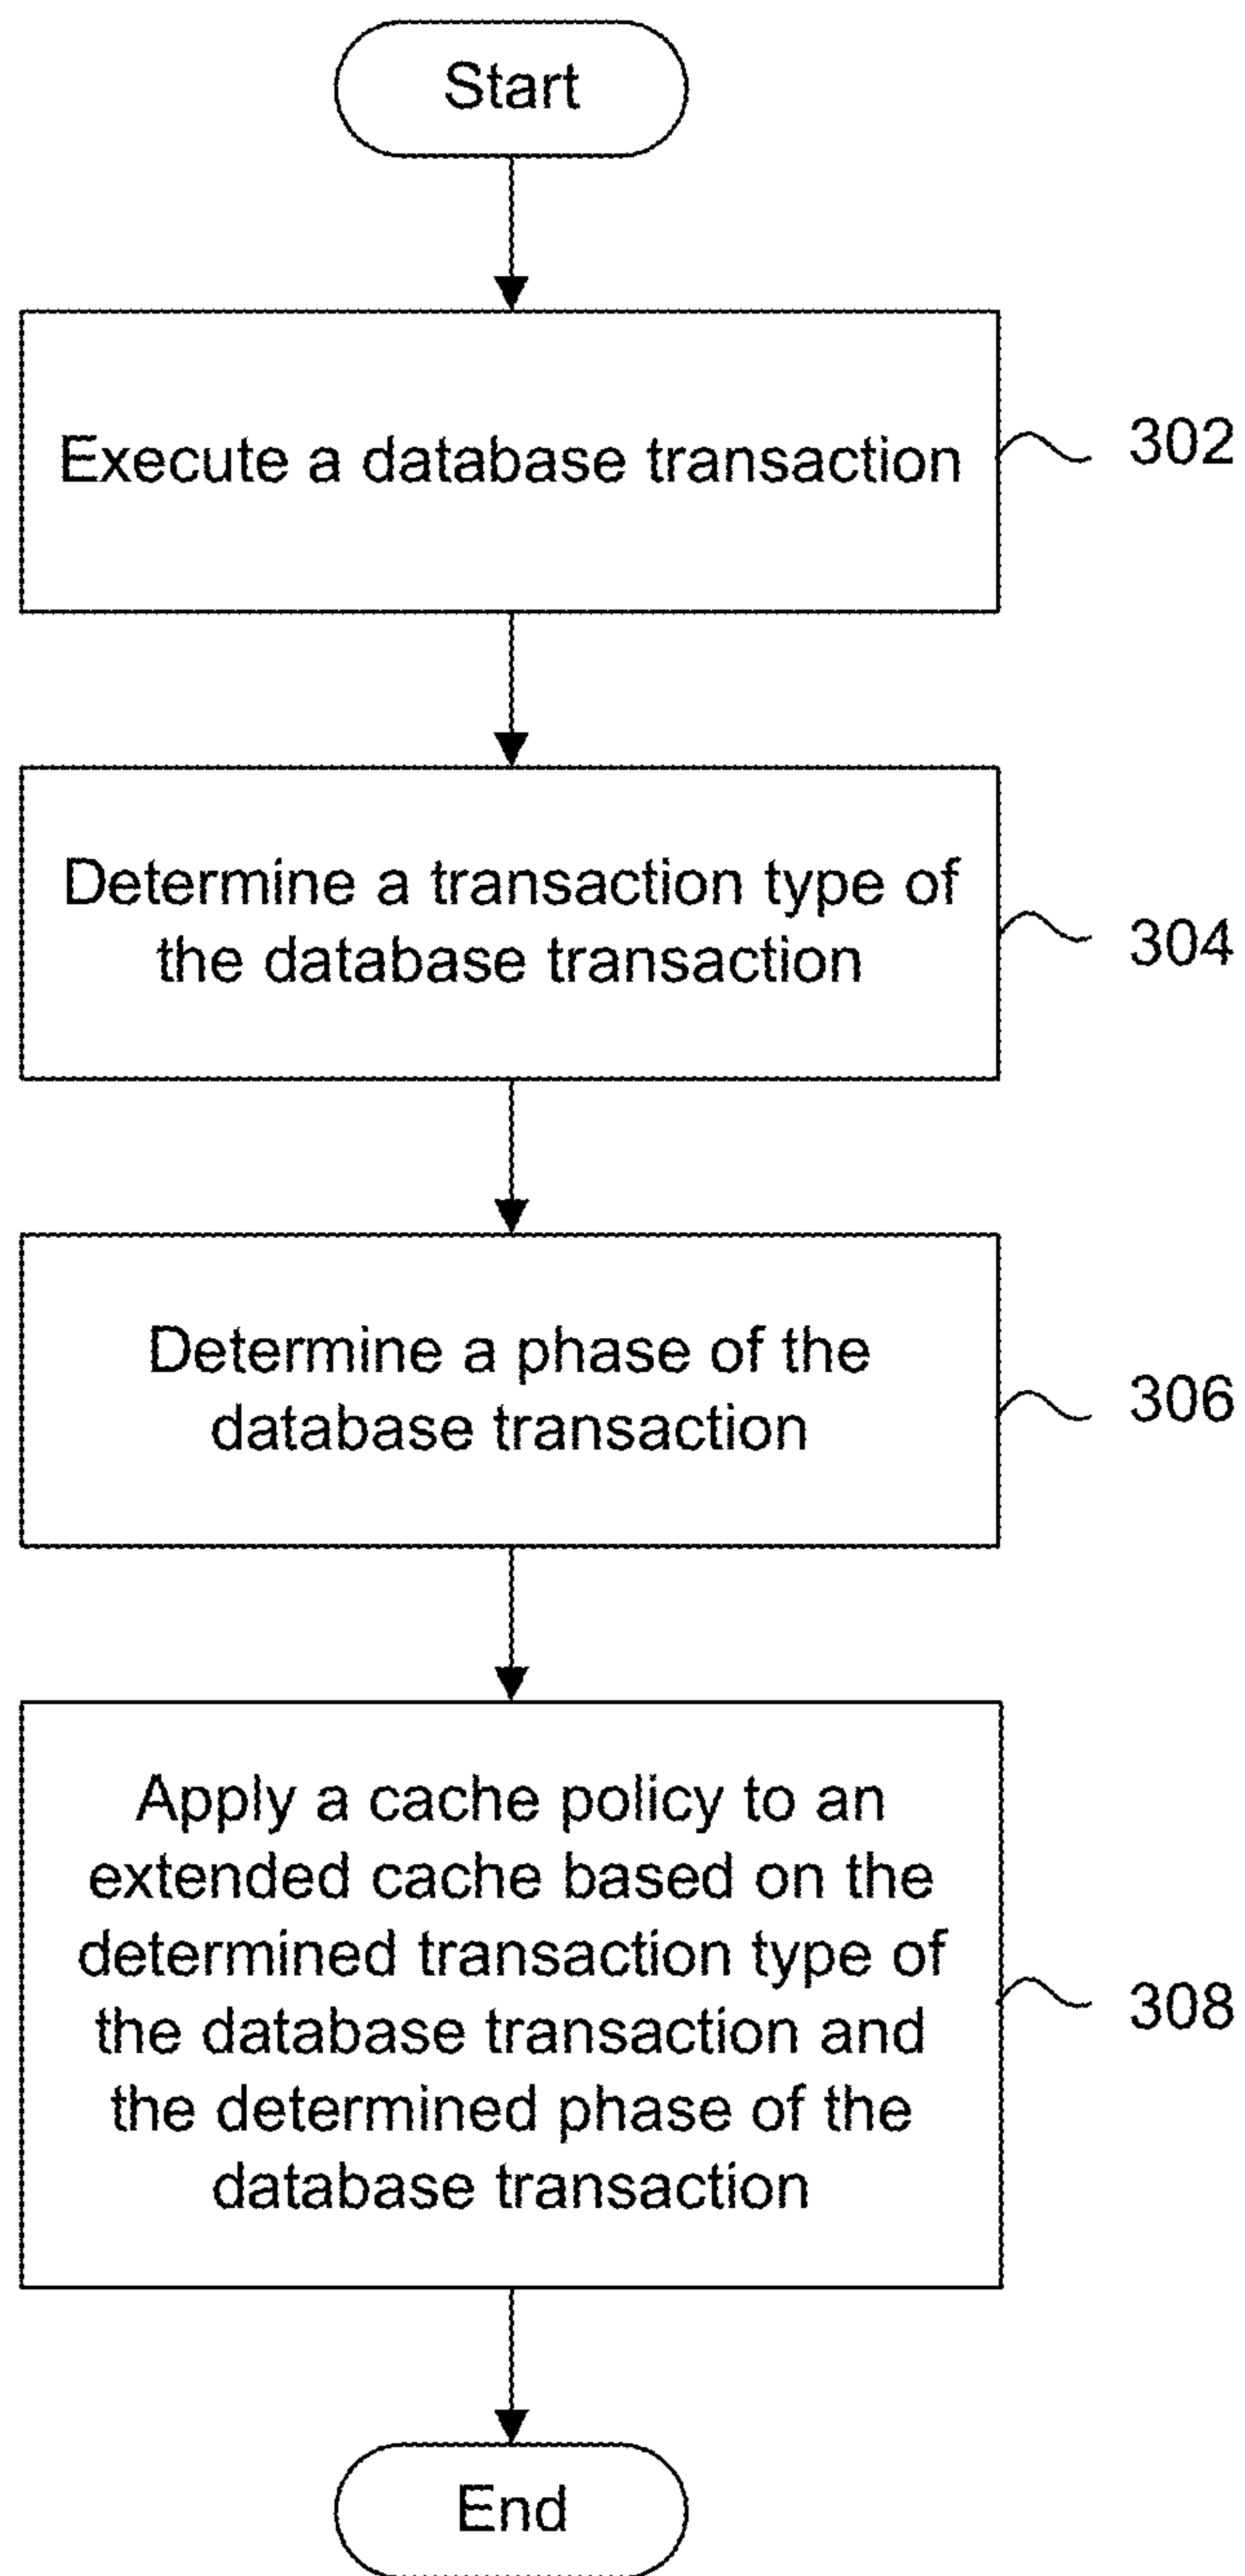 Start
Execute a database transaction
302
Determine a transaction type of
the database transaction
304
Determine a phase of the
database transaction
306
Apply a cache policy to an
extended cache based on the
determined transaction type of
the database transaction and
the determined phase of the
database transaction
308
End